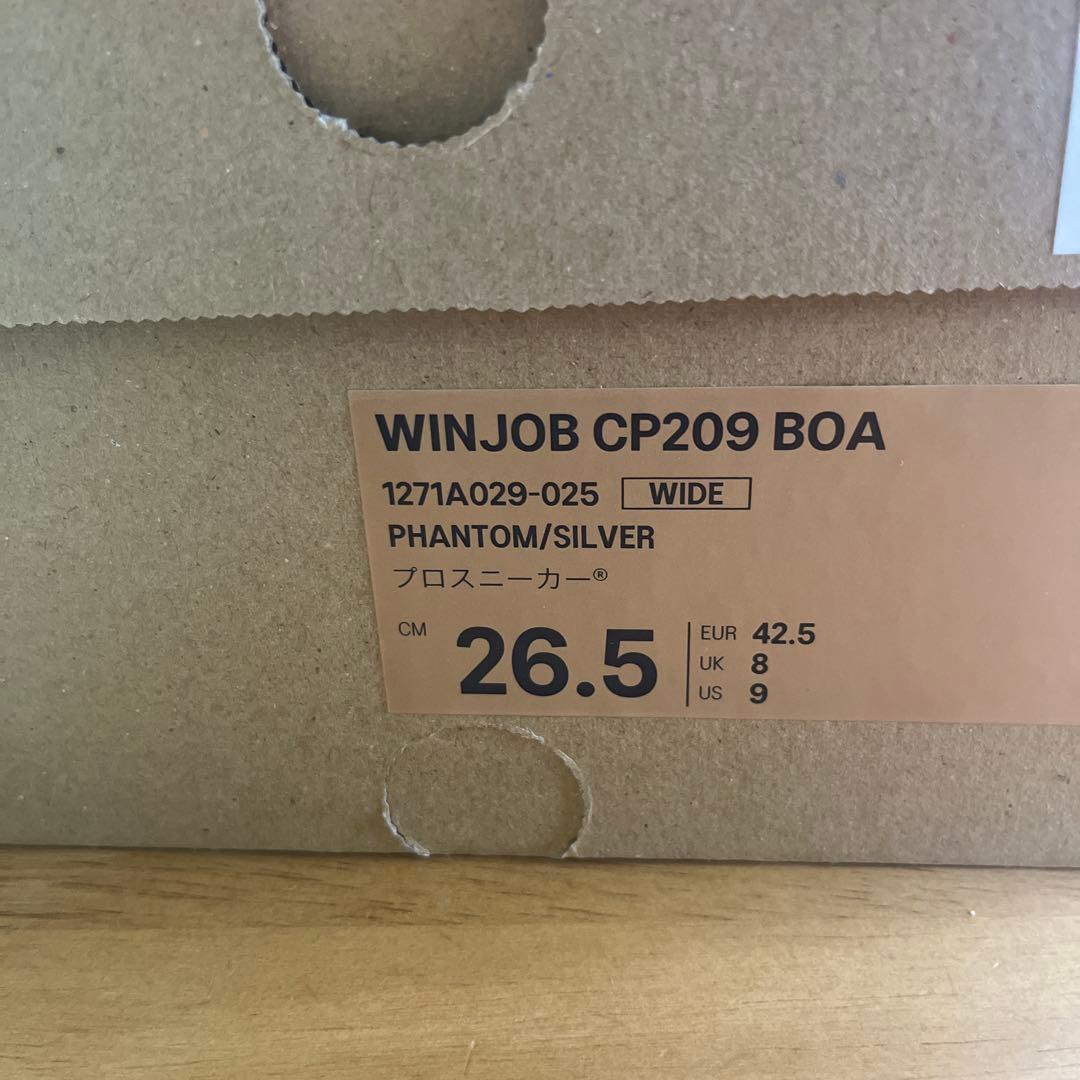 WINJOB CP209 BOA
1271A029-025 WIDE
PHANTOM/SILVER
プロスニーカー®
CM 26.5
EUR 42.5
UK 8
US 9